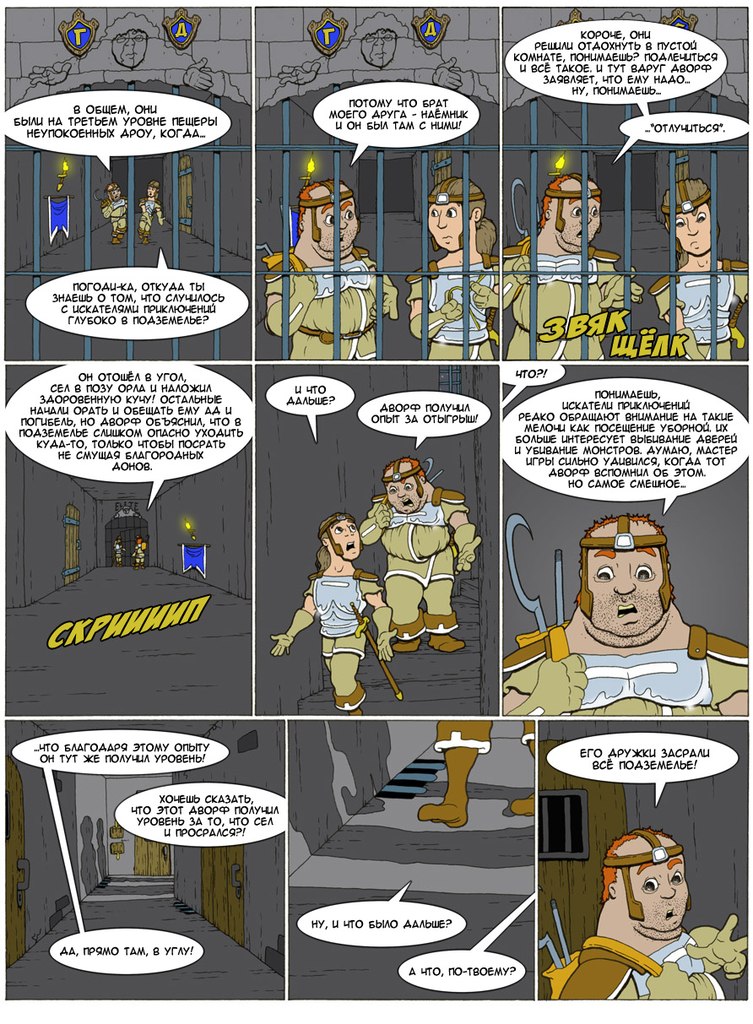 Г
Д
В ОБЩЕМ, ОНИ
БЫЛИ НА ТРЕТЬЕМ УРОВНЕ ПЕЩЕРЫ
НЕУПОКОЕННЫХ ДРОУ, КОГДА...
ПОГОДИ-КА, ОТКУДА ТЫ
ЗНАЕШЬ О ТОМ, ЧТО СЛУЧИЛОСЬ
С ИСКАТЕЛЯМИ ПРИКЛЮЧЕНИЙ
ГЛУБОКО В ПОДЗЕМЕЛЬЕ?
Г
Д
ПОТОМУ ЧТО БРАТ
МОЕГО ДРУГА - НАЁМНИК
И ОН БЫЛ ТАМ С НИМИ!
КОРОЧЕ, ОНИ
РЕШИЛИ ОТДОХНУТЬ В ПУСТОЙ
КОМНАТЕ, ПОНИМАЕШЬ? ПОДЛЕЧИТЬСЯ
И ВСЁ ТАКОЕ. И ТУТ ВДРУГ ДВОРФ
ЗАЯВЛЯЕТ, ЧТО ЕМУ НАДО...
НУ, ПОНИМАЕШЬ...
..."ОТЛУЧИТЬСЯ".
ЗВЯК
ЩЁЛК
ОН ОТОШЁЛ В УГОЛ,
СЕЛ В ПОЗУ ОРЛА И НАЛОЖИЛ
ЗДОРОВЕННУЮ КУЧУ! ОСТАЛЬНЫЕ
НАЧАЛИ ОРАТЬ И ОБЕЩАТЬ ЕМУ АД И
ПОГИБЕЛЬ, НО ДВОРФ ОБЪЯСНИЛ, ЧТО В
ПОДЗЕМЕЛЬЕ СЛИШКОМ ОПАСНО УХОДИТЬ
КУДА-ТО, ТОЛЬКО ЧТОБЫ ПОСРАТЬ
НЕ СМУЩАЯ БЛАГОРОДНЫХ
ДОНОВ.
СКРИИИИИП
И ЧТО
ДАЛЬШЕ?
ДВОРФ ПОЛУЧИЛ
ОПЫТ ЗА ОТЫГРЫШ!
ЧТО?!
ПОНИМАЕШЬ,
ИСКАТЕЛИ ПРИКЛЮЧЕНИЙ
РЕДКО ОБРАЩАЮТ ВНИМАНИЕ НА ТАКИЕ
МЕЛОЧИ КАК ПОСЕЩЕНИЕ УБОРНОЙ. ИХ
БОЛЬШЕ ИНТЕРЕСУЕТ ВЫБИВАНИЕ ДВЕРЕЙ
И УБИВАНИЕ МОНСТРОВ. ДУМАЮ, МАСТЕР
ИГРЫ СИЛЬНО УДИВИЛСЯ, КОГДА ТОТ
ДВОРФ ВСПОМНИЛ ОБ ЭТОМ.
НО САМОЕ СМЕШНОЕ...
...ЧТО БЛАГОДАРЯ ЭТОМУ ОПЫТУ
ОН ТУТ ЖЕ ПОЛУЧИЛ УРОВЕНЬ!
ХОЧЕШЬ СКАЗАТЬ,
ЧТО ЭТОТ ДВОРФ ПОЛУЧИЛ
УРОВЕНЬ ЗА ТО, ЧТО СЕЛ
И ПРОСРАЛСЯ?!
ДА, ПРЯМО ТАМ, В УГЛУ!
НУ, И ЧТО БЫЛО ДАЛЬШЕ?
А ЧТО, ПО-ТВОЕМУ?
ЕГО ДРУЖКИ ЗАСРАЛИ
ВСЁ ПОДЗЕМЕЛЬЕ!